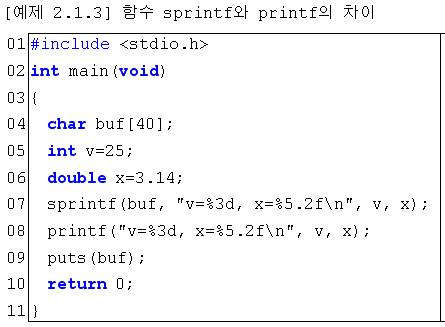 [예제 2.1.3] 함수 sprintf와 printf의 차이
01 #include <stdio.h>
02 int main(void)
03 {
04   char buf[40];
05   int v=25;
06   double x=3.14;
07   sprintf(buf, "v=%3d, x=%5.2f\n", v, x);
08   printf("v=%3d, x=%5.2f\n", v, x);
09   puts(buf);
10   return 0;
11 }